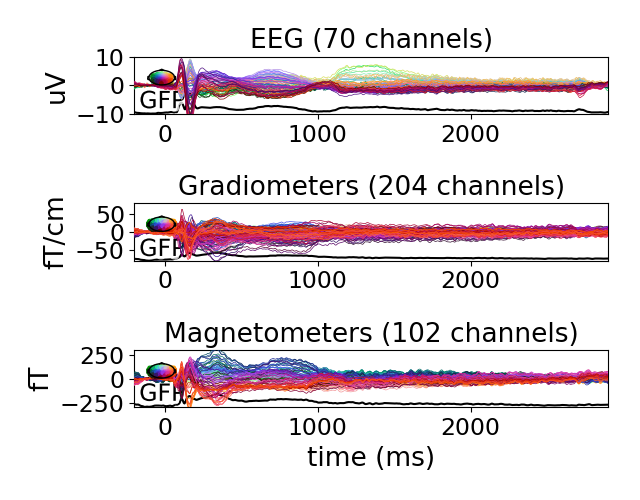 EEG (70 channels)
10
0
−10
uV
GFP
0 1000 2000
Gradiometers (204 channels)
50
0
−50
fT/cm
GFP
0 1000 2000
Magnetometers (102 channels)
250
0
−250
fT
GFP
0 1000 2000
time (ms)